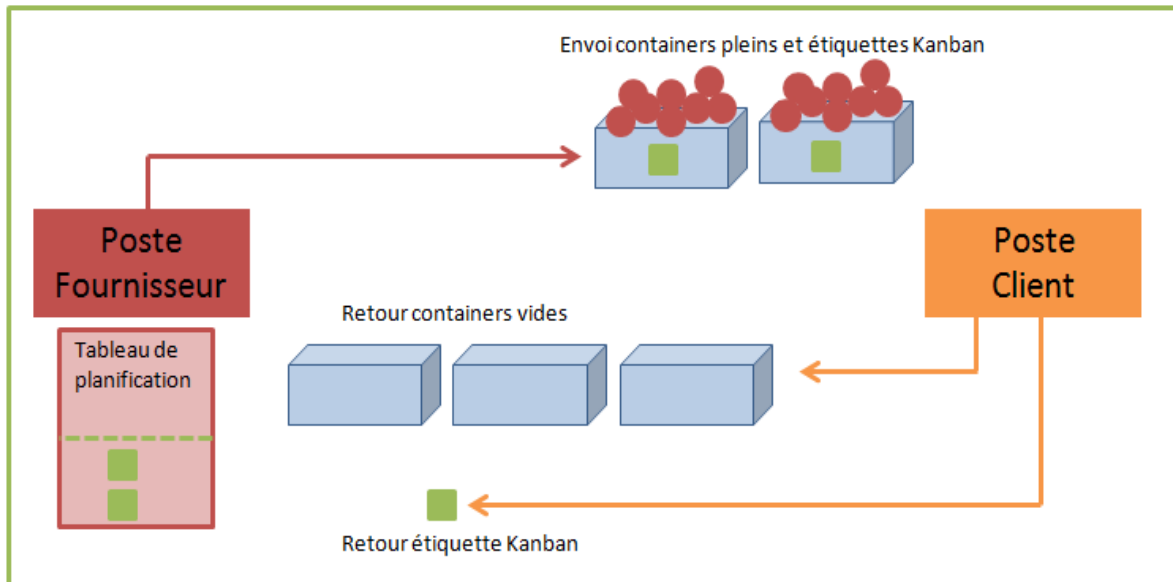 Envoi containers pleins et étiquettes Kanban
Poste
Fournisseur
Poste
Client
Retour containers vides
Tableau de
planification
Retour étiquette Kanban